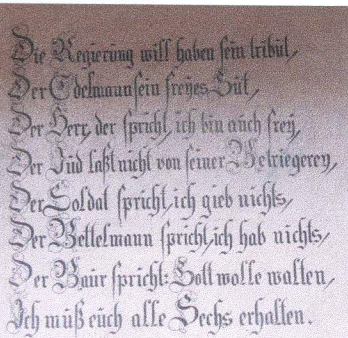 Die Regierung will haben sein tribut,
Der Edelmann sein freyes Gut,
Der Herr, der spricht, ich bin auch frey,
Der Jud laßt nicht von seiner Betriegerey,
Der Soldat spricht, ich gieb nichts,
Der Bettelmann spricht, ich hab nichts,
Der Baur spricht: Gott wolle walten,
Ich muß euch alle Sechs erhalten.